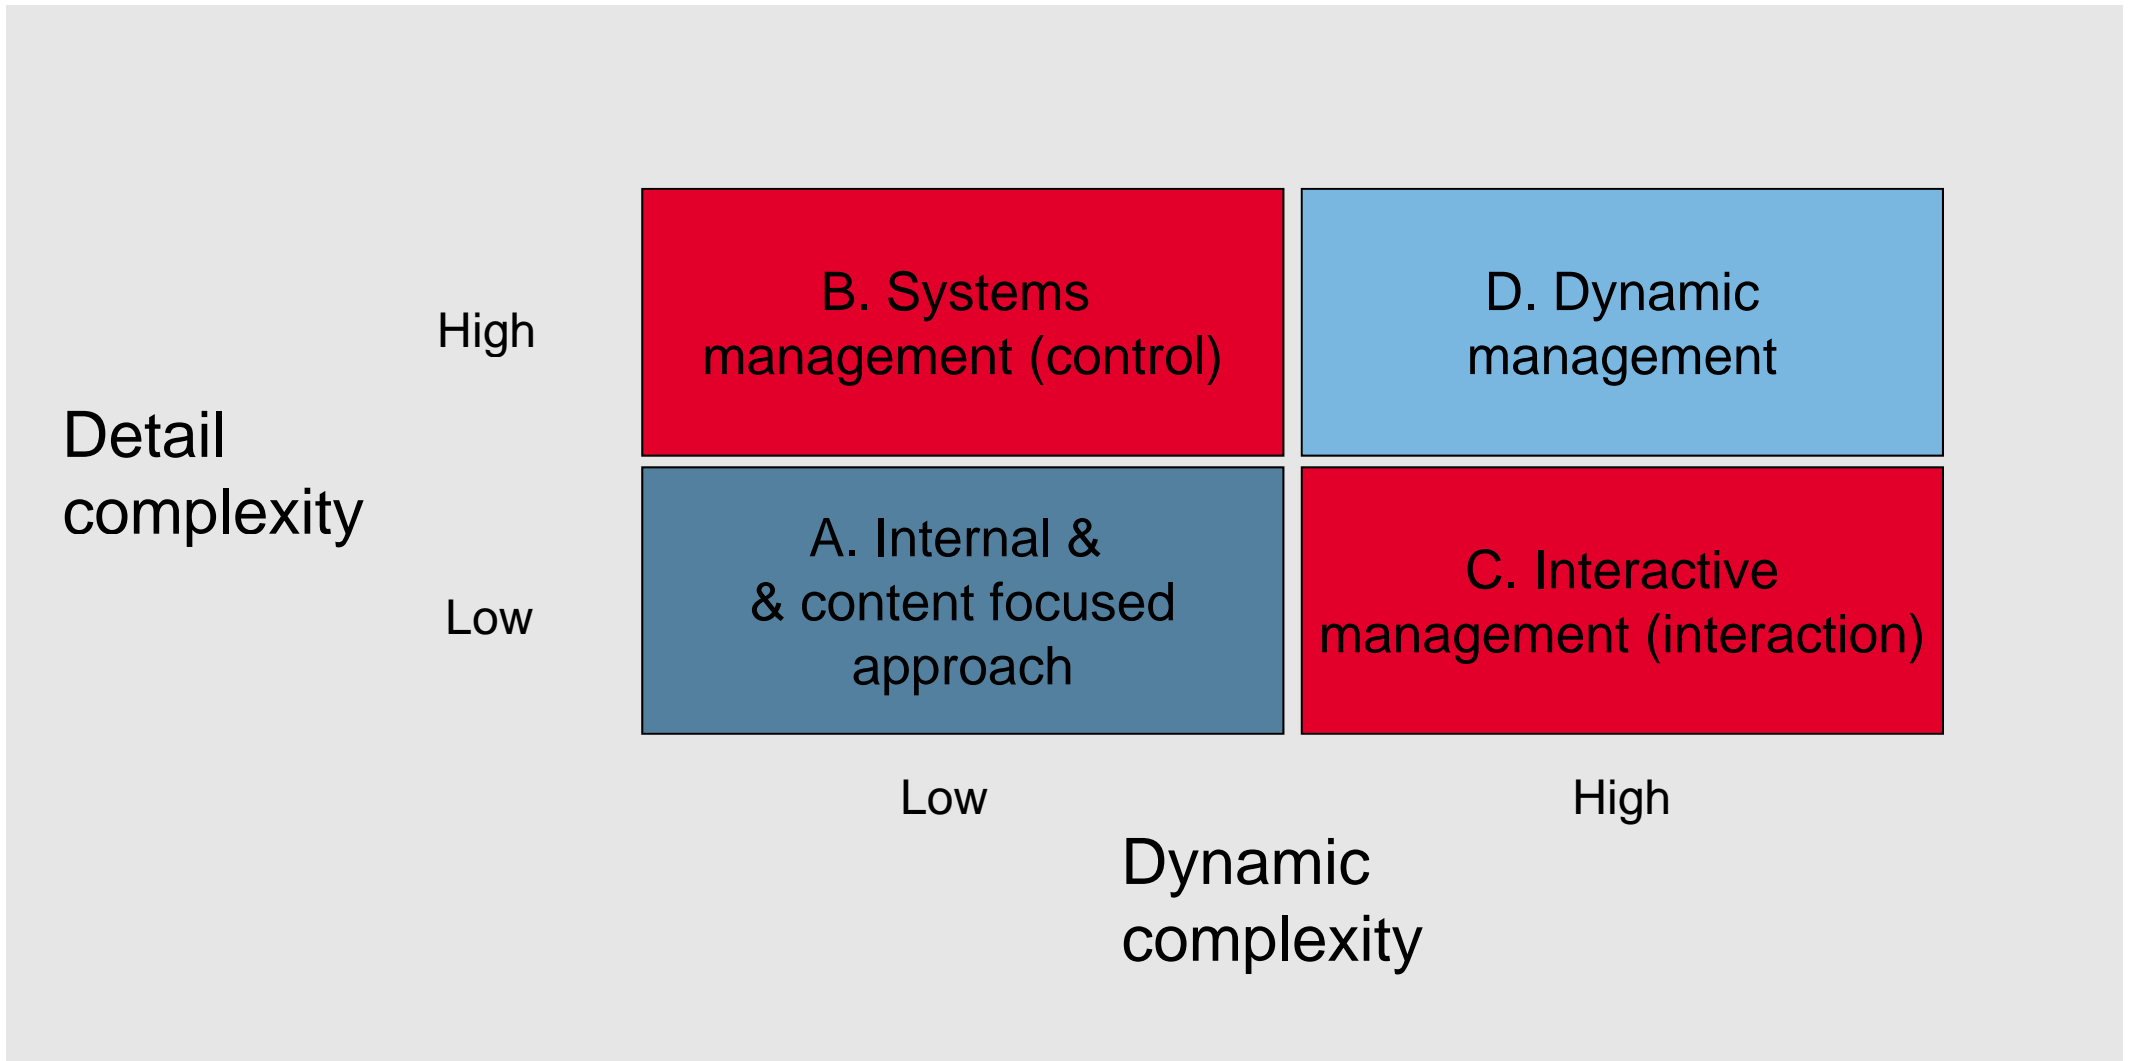 B. Systems
management (control)
D. Dynamic
management
High
Detail
complexity
A. Internal &
& content focused
approach
C. Interactive
management (interaction)
Low
Low
High
Dynamic
complexity